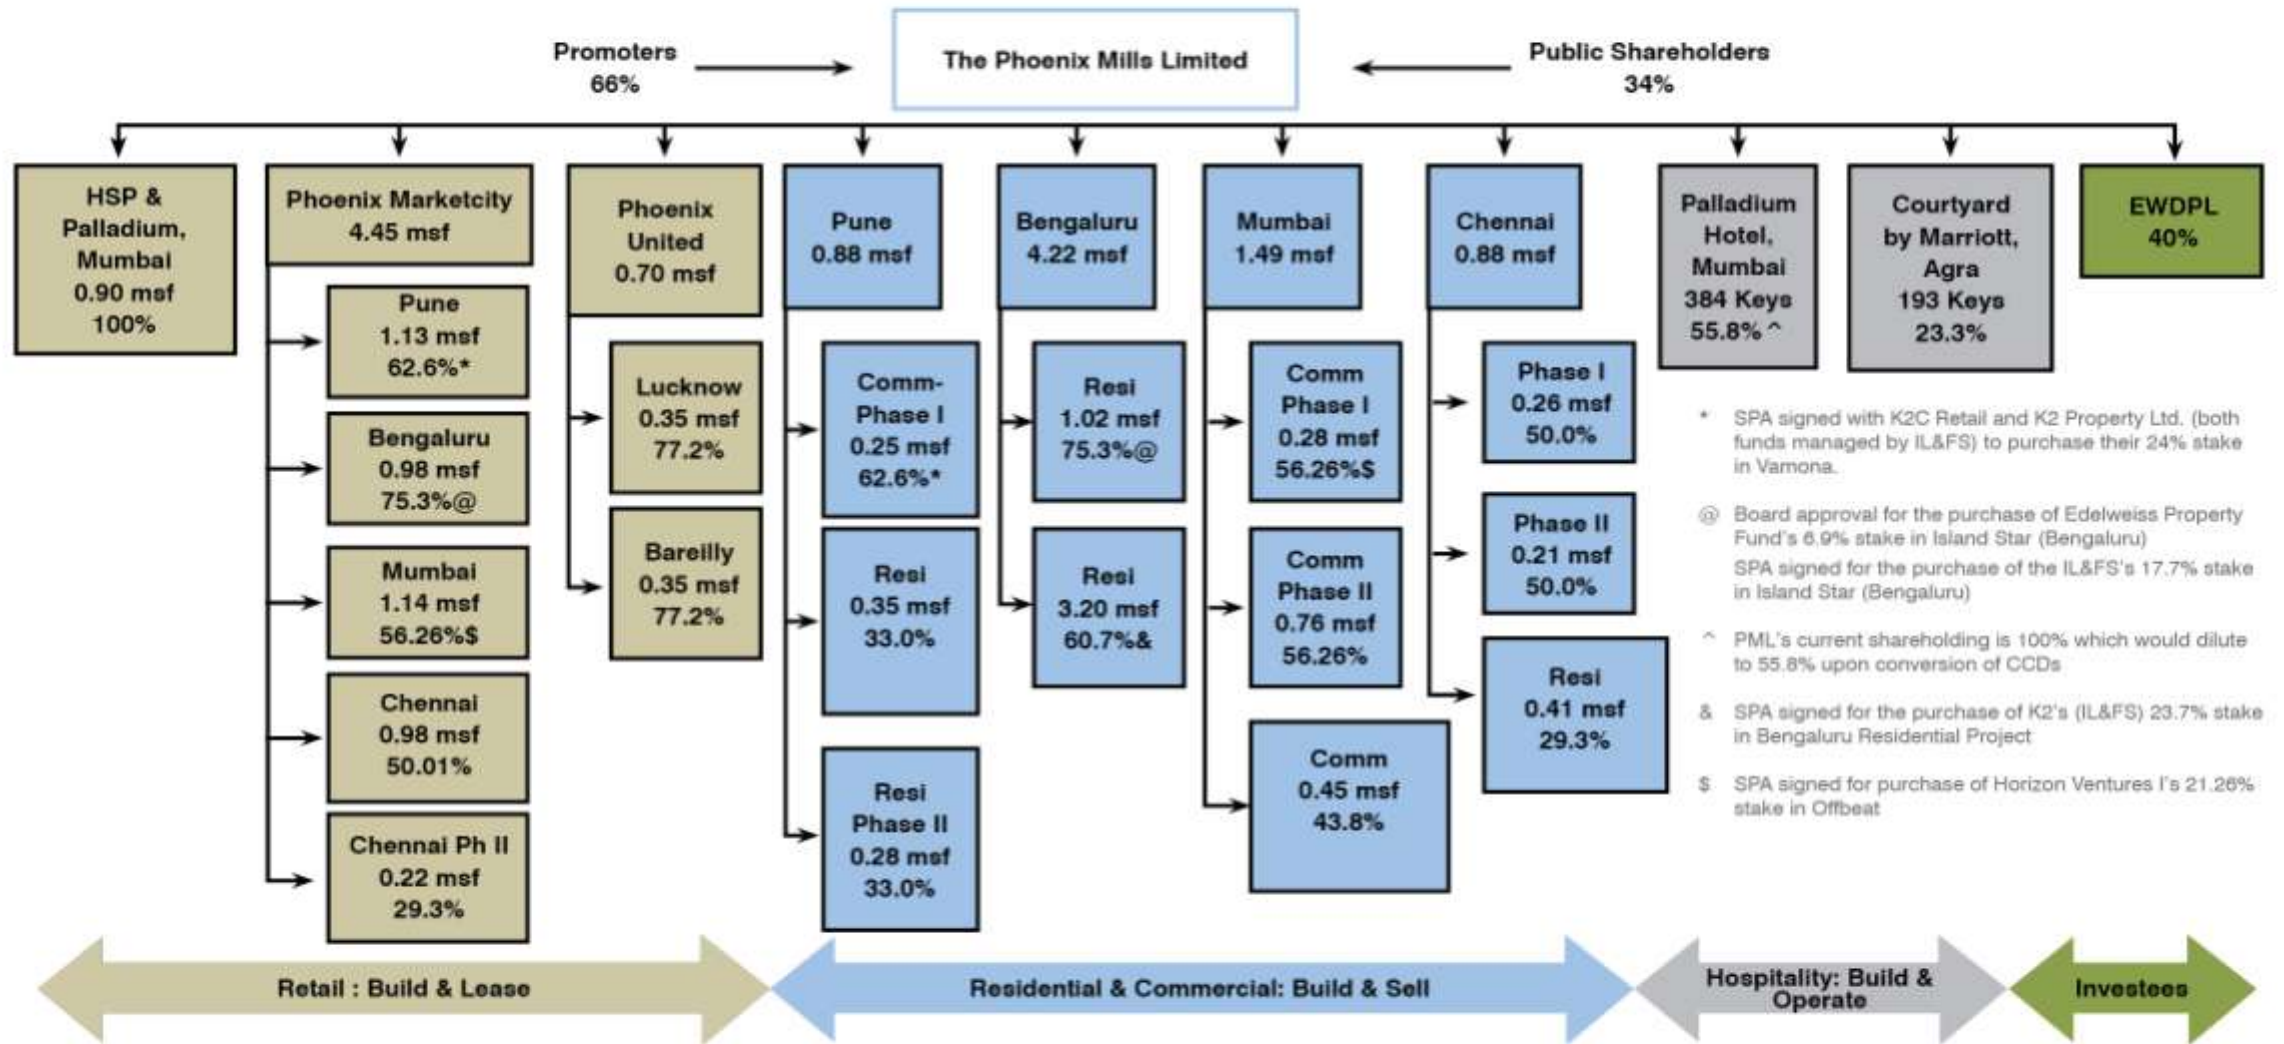 Promoters
66%
The Phoenix Mills Limited
Public Shareholders
34%
HSP &
Palladium,
Mumbai
0.90 msf
100%
Phoenix Marketcity
4.45 msf
Pune
1.13 msf
62.6%*
Bengaluru
0.98 msf
75.3%@
Mumbai
1.14 msf
56.26%$
Chennai
0.98 msf
50.01%
Chennai Ph II
0.22 msf
29.3%
Phoenix
United
0.70 msf
Lucknow
0.35 msf
77.2%
Bareilly
0.35 msf
77.2%
Pune
0.88 msf
Comm-
Phase I
0.25 msf
62.6%*
Resi
0.35 msf
33.0%
Resi
Phase II
0.28 msf
33.0%
Bengaluru
4.22 msf
Resi
1.02 msf
75.3%@
Resi
3.20 msf
60.7%&
Mumbai
1.49 msf
Comm
Phase I
0.28 msf
56.26%$
Comm
Phase II
0.76 msf
56.26%
Comm
0.45 msf
43.8%
Chennai
0.88 msf
Phase I
0.26 msf
50.0%
Phase II
0.21 msf
50.0%
Resi
0.41 msf
29.3%
Palladium
Hotel,
Mumbai
384 Keys
55.8% ^
Courtyard
by Marriott,
Agra
193 Keys
23.3%
EWDPL
40%
* SPA signed with K2C Retail and K2 Property Ltd. (both
funds managed by IL&FS) to purchase their 24% stake
in Vamona.
@ Board approval for the purchase of Edelweiss Property
Fund's 6.9% stake in Island Star (Bengaluru)
SPA signed for the purchase of the IL&FS's 17.7% stake
in Island Star (Bengaluru)
^ PML's current shareholding is 100% which would dilute
to 55.8% upon conversion of CCDs
& SPA signed for the purchase of K2's (IL&FS) 23.7% stake
in Bengaluru Residential Project
$ SPA signed for purchase of Horizon Ventures I's 21.26%
stake in Offbeat
Retail : Build & Lease
Residential & Commercial: Build & Sell
Hospitality: Build &
Operate
Investees